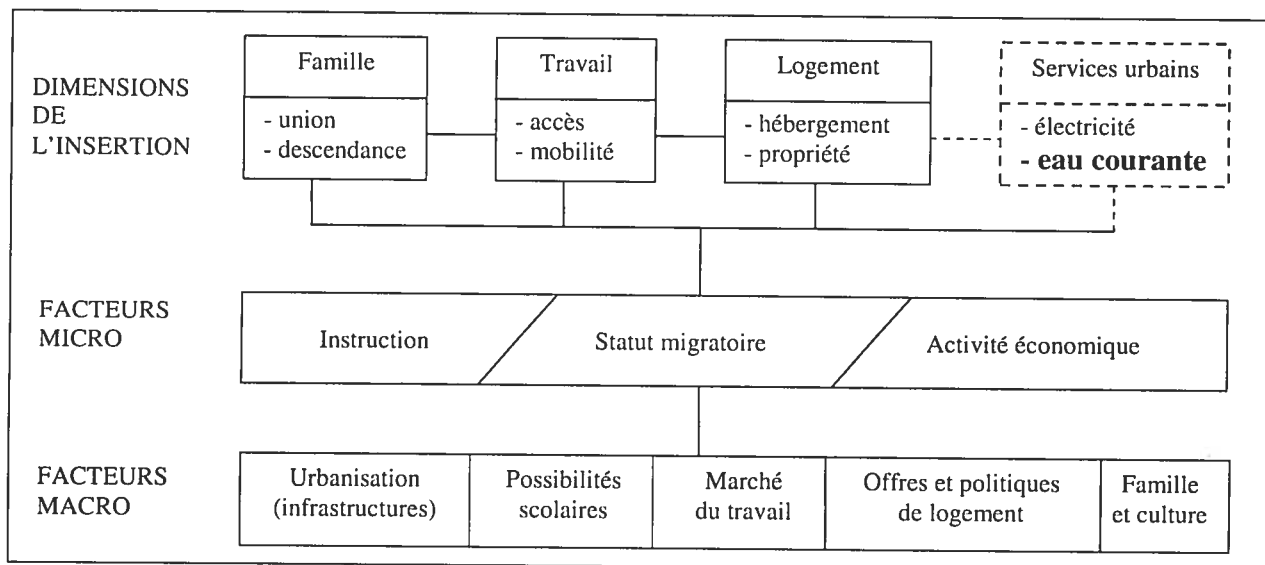 DIMENSIONS
DE
L'INSERTION
Famille
- union
- descendance
Travail
- accès
- mobilité
Logement
- hébergement
- propriété
Services urbains
- électricité
- eau courante
FACTEURS
MICRO
Instruction
Statut migratoire
Activité économique
FACTEURS
MACRO
Urbanisation
(infrastructures)
Possibilités
scolaires
Marché
du travail
Offres et politiques
de logement
Famille
et culture